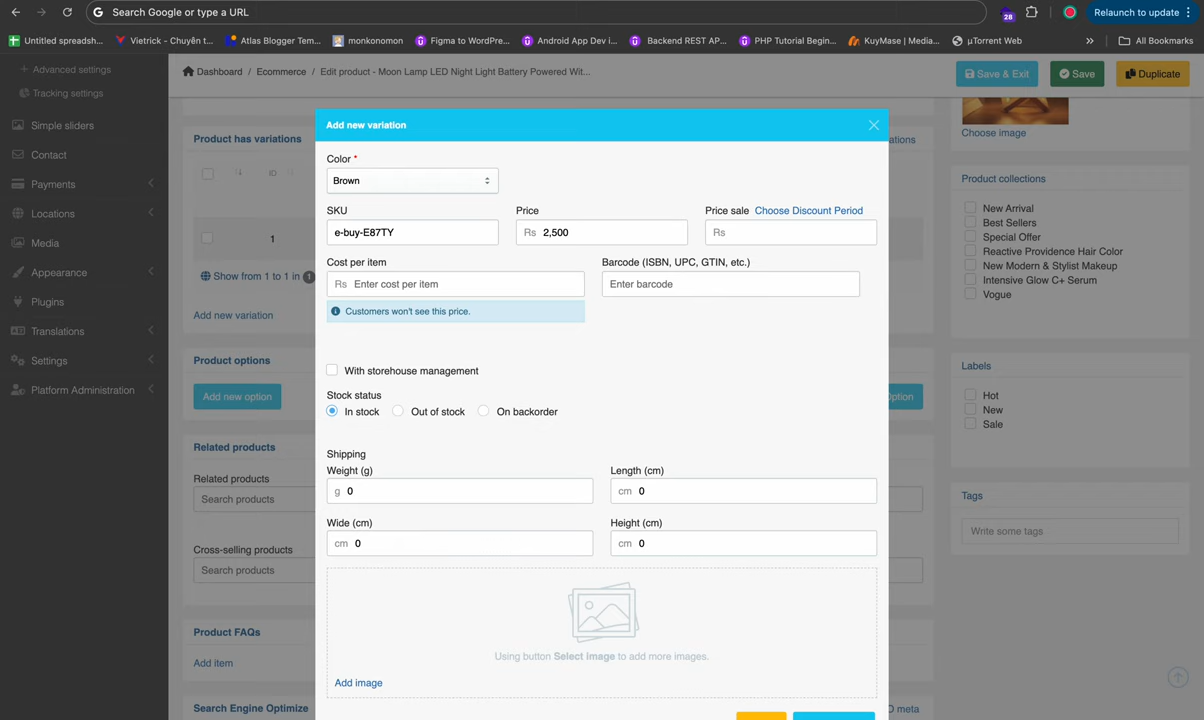 Search Google or type a URL
28
Relaunch to update
Untitled spreadsh...
Vietrick - Chuyên t...
Atlas Blogger Tem...
monkonomon
Figma to WordPre...
Android App Dev i...
Backend REST AP...
PHP Tutorial Begin...
KuyMase | Media...
µTorrent Web
»
All Bookmarks
Advanced settings
Tracking settings
Simple sliders
Contact
Payments
Locations
Media
Appearance
Plugins
Translations
Settings
Platform Administration
Dashboard / Ecommerce / Edit product - Moon Lamp LED Night Light Battery Powered Wit...
Save & Exit
Save
Duplicate
Product has variations
ations
ID
1
Show from 1 to 1 in 1
Add new variation
Product options
Add new option
Option
Related products
Related products
Search products
Cross-selling products
Search products
Product FAQs
Add item
Search Engine Optimize
O meta
Add new variation
Color *
Brown
SKU
e-buy-E87TY
Price
Rs 2,500
Price sale Choose Discount Period
Rs
Cost per item
Rs Enter cost per item
Customers won't see this price.
Barcode (ISBN, UPC, GTIN, etc.)
Enter barcode
With storehouse management
Stock status
In stock
Out of stock
On backorder
Shipping
Weight (g)
g 0
Length (cm)
cm 0
Wide (cm)
cm 0
Height (cm)
cm 0
Using button Select Image to add more images.
Add image
Choose image
Product collections
New Arrival
Best Sellers
Special Offer
Reactive Providence Hair Color
New Modern & Stylist Makeup
Intensive Glow C+ Serum
Vogue
Labels
Hot
New
Sale
Tags
Write some tags